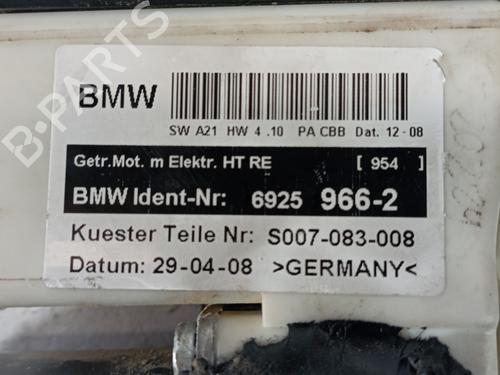 B-PARTS
BMW
SW A21 HW 4 .10 PA CBB Dat. 12-08
Getr.Mot. m Elektr. HT RE [ 954 ]
BMW Ident-Nr: 6925 966-2
Kuester Teile Nr: S007-083-008
Datum: 29-04-08 >GERMANY<